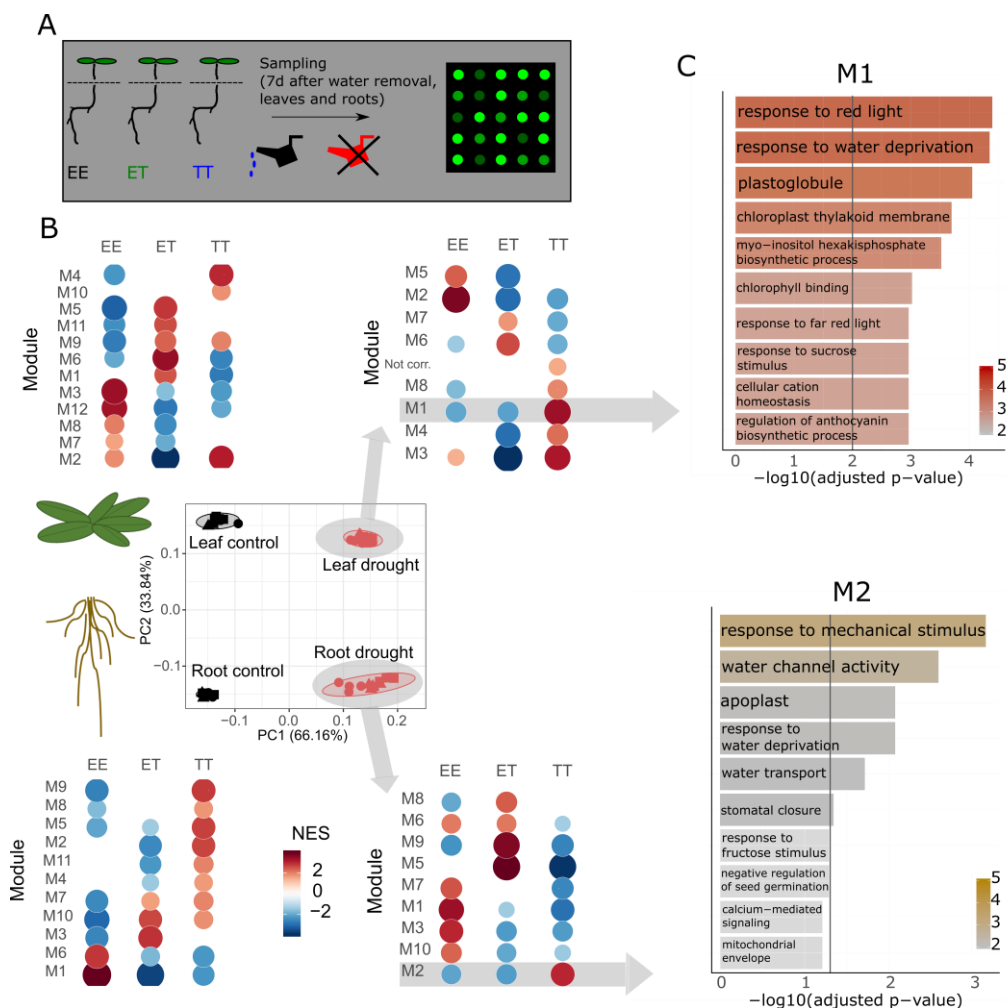 A
Sampling
(7d after water removal,
leaves and roots)
EE
ET
TT
B
EE ET TT
Module
M4
M10
M5
M11
M9
M6
M1
M3
M12
M8
M7
M2
EE ET TT
Module
M5
M2
M7
M6
Not corr.
M8
M1
M4
M3
PC2 (33.84%)
0.1
0.0
−0.1
Leaf control
Leaf drought
Root control
Root drought
−0.1 0.0 0.1 0.2
PC1 (66.16%)
EE ET TT
Module
M9
M8
M5
M2
M11
M4
M7
M10
M3
M6
M1
NES
2
0
−2
EE ET TT
Module
M8
M6
M9
M5
M7
M1
M3
M10
M2
C
M1
response to red light
response to water deprivation
plastoglobule
chloroplast thylakoid membrane
myo−inositol hexakisphosphate
biosynthetic process
chlorophyll binding
response to far red light
response to sucrose
stimulus
cellular cation
homeostasis
regulation of anthocyanin
biosynthetic process
5
4
3
2
0 1 2 3 4
−log10(adjusted p−value)
M2
response to mechanical stimulus
water channel activity
apoplast
response to
water deprivation
water transport
stomatal closure
response to
fructose stimulus
negative regulation
of seed germination
calcium−mediated
signaling
mitochondrial
envelope
5
4
3
2
0 1 2 3
−log10(adjusted p−value)